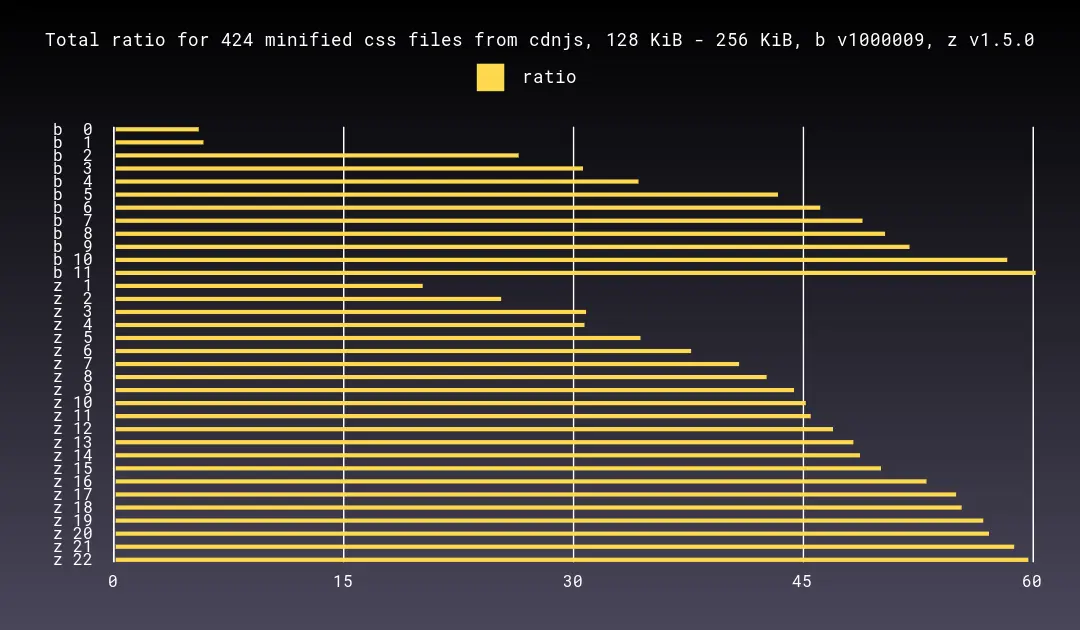 Total ratio for 424 minified css files from cdnjs, 128 KiB - 256 KiB, b v1000009, z v1.5.0
ratio
b  0
b  1
b  2
b  3
b  4
b  5
b  6
b  7
b  8
b  9
b 10
b 11
z  1
z  2
z  3
z  4
z  5
z  6
z  7
z  8
z  9
z 10
z 11
z 12
z 13
z 14
z 15
z 16
z 17
z 18
z 19
z 20
z 21
z 22
0 15 30 45 60